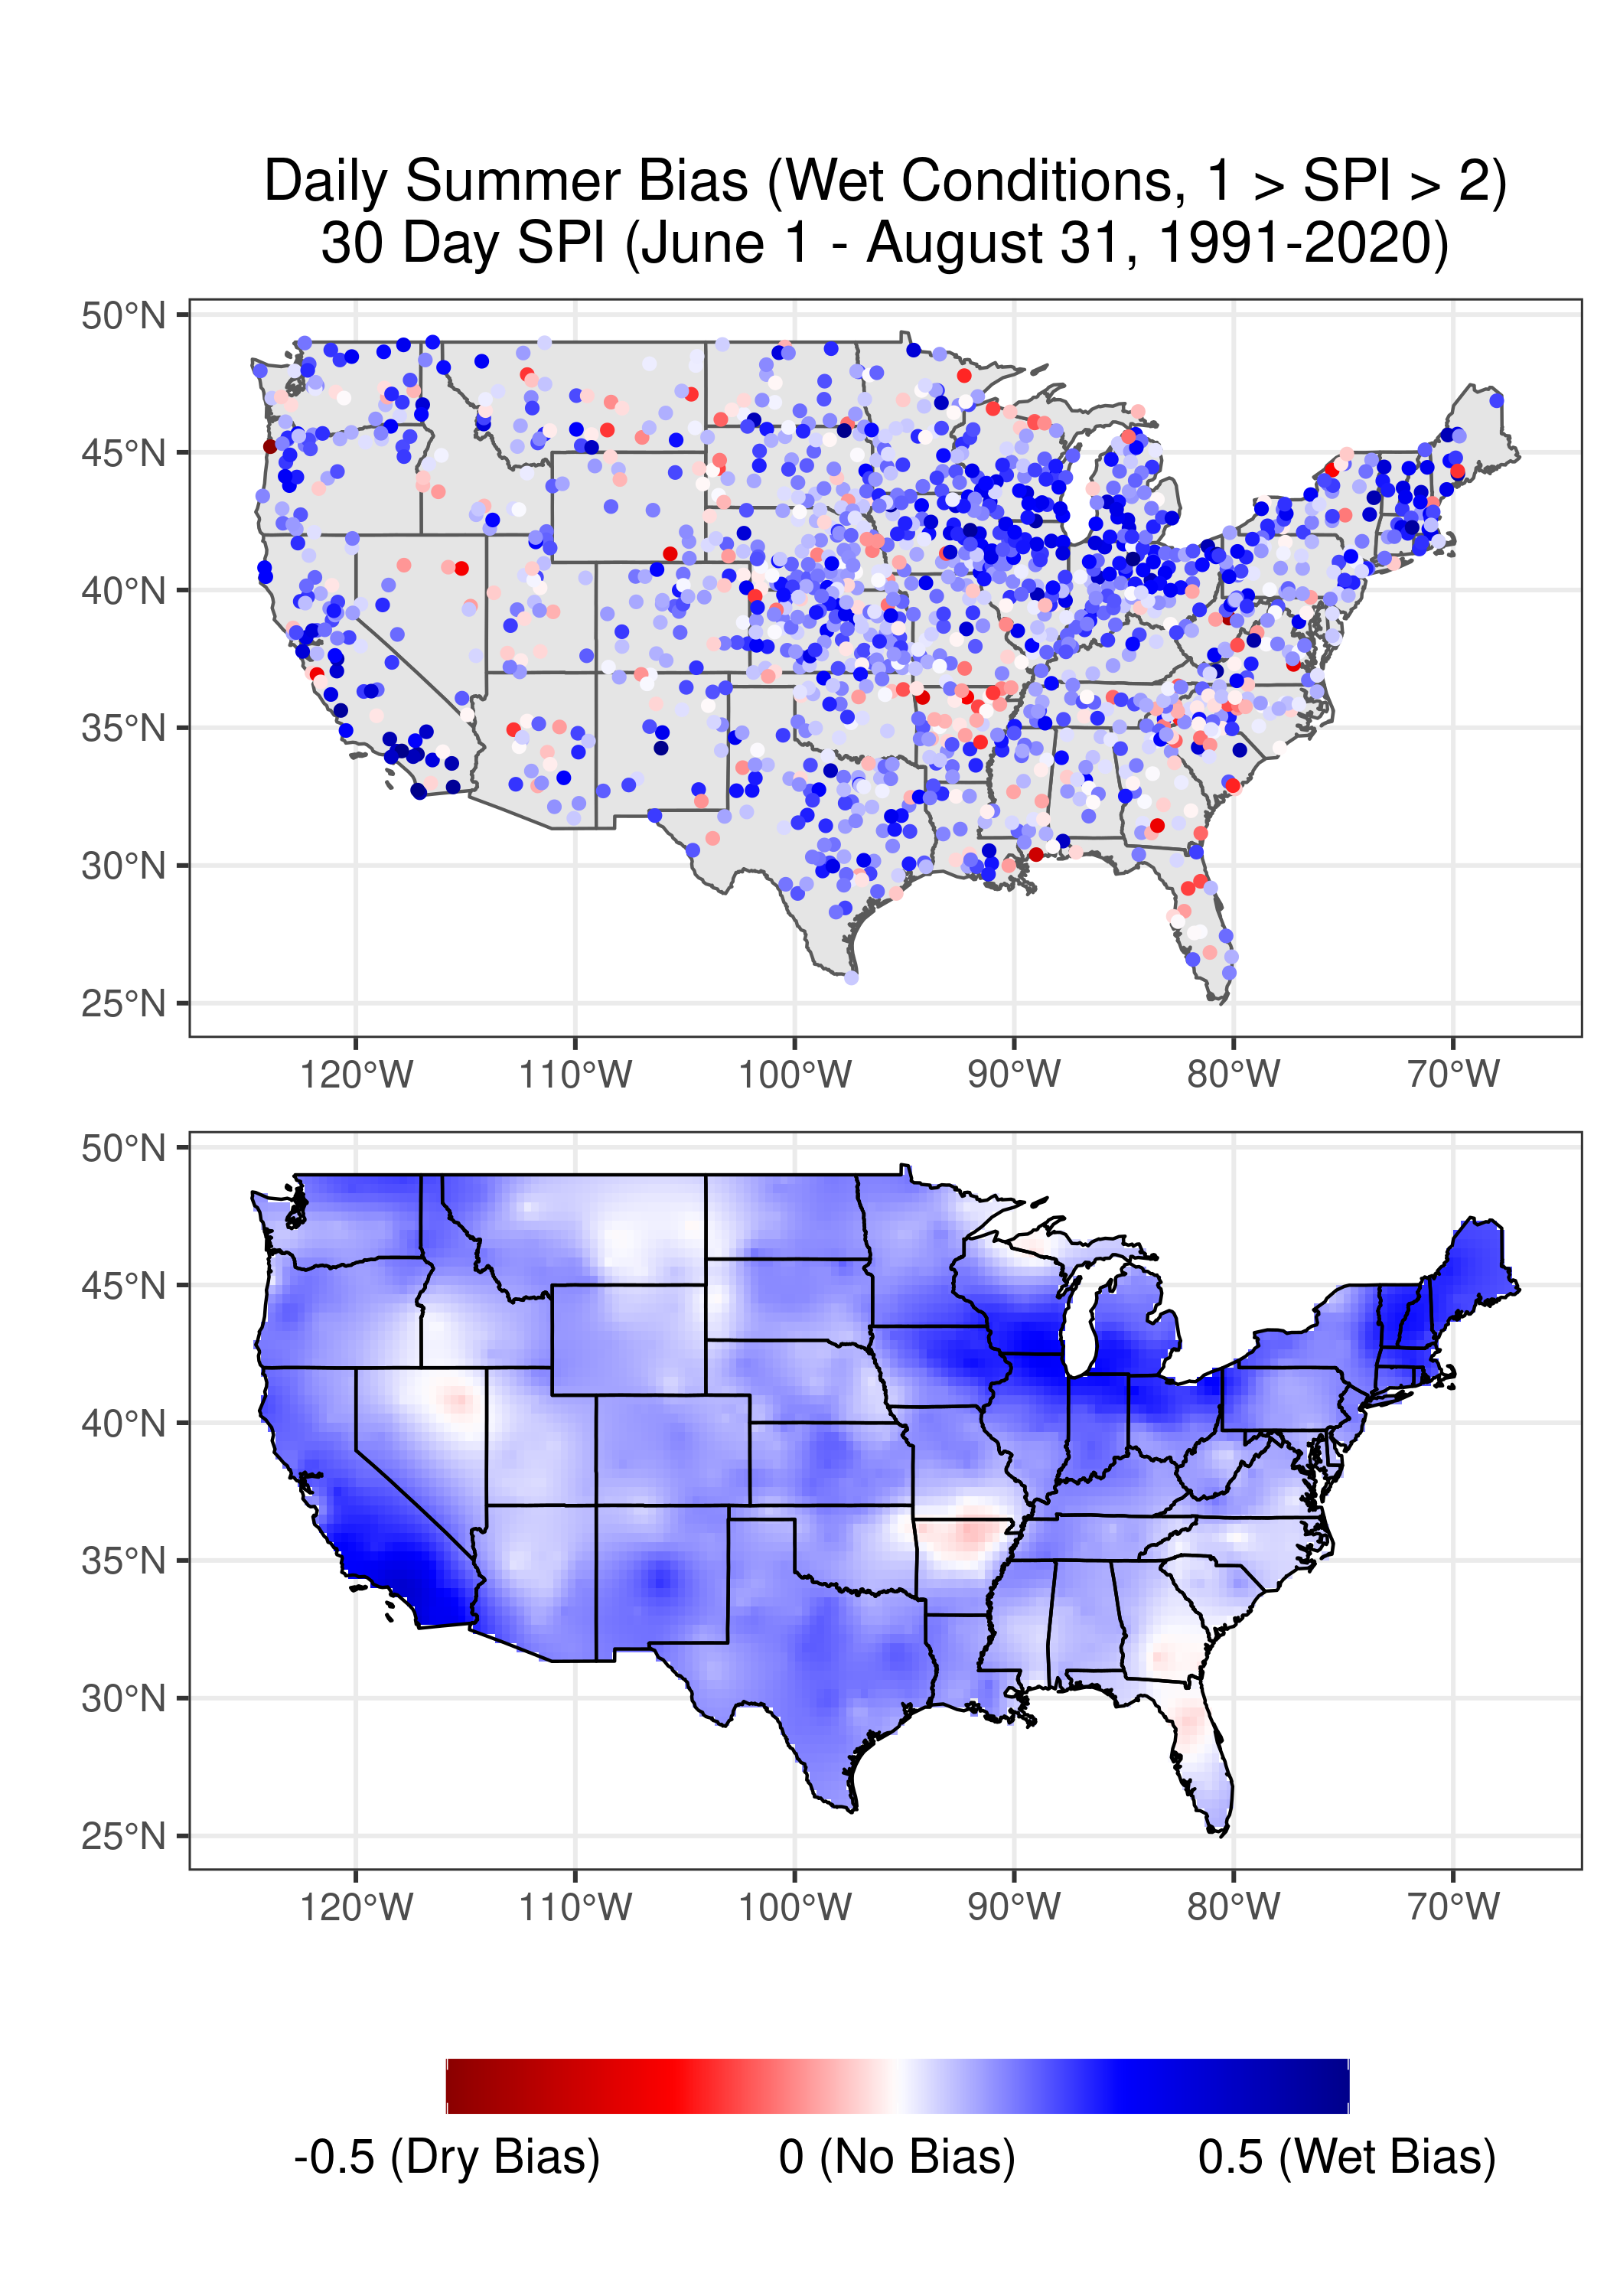 Daily Summer Bias (Wet Conditions, 1 > SPI > 2)
30 Day SPI (June 1 - August 31, 1991-2020)
50°N
45°N
40°N
35°N
30°N
25°N
120°W 110°W 100°W 90°W 80°W 70°W
50°N
45°N
40°N
35°N
30°N
25°N
120°W 110°W 100°W 90°W 80°W 70°W
-0.5 (Dry Bias) 0 (No Bias) 0.5 (Wet Bias)